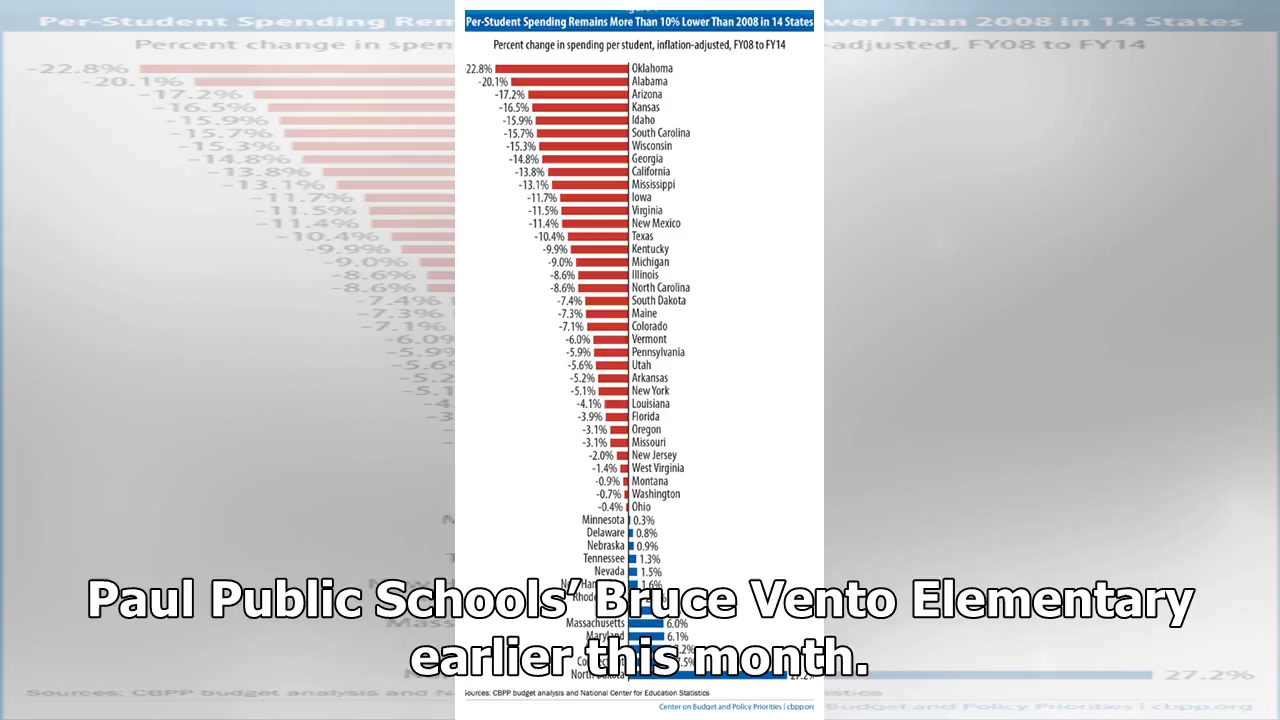 Per-Student Spending Remains More Than 10% Lower Than 2008 in 14 States
Percent change in spending per student, inflation-adjusted, FY08 to FY14
22.8% Oklahoma
-20.1% Alabama
-17.2% Arizona
-16.5% Kansas
-15.9% Idaho
-15.7% South Carolina
-15.3% Wisconsin
-14.8% Georgia
-13.8% California
-13.1% Mississippi
-11.7% Iowa
-11.5% Virginia
-11.4% New Mexico
-10.4% Texas
-9.9% Kentucky
-9.0% Michigan
-8.6% Illinois
-8.6% North Carolina
-7.4% South Dakota
-7.3% Maine
-7.1% Colorado
-6.0% Vermont
-5.9% Pennsylvania
-5.6% Utah
-5.2% Arkansas
-5.1% New York
-4.1% Louisiana
-3.9% Florida
-3.1% Oregon
-3.1% Missouri
-2.0% New Jersey
-1.4% West Virginia
-0.9% Montana
-0.7% Washington
-0.4% Ohio
Minnesota 0.3%
Delaware 0.8%
Nebraska 0.9%
Tennessee 1.3%
Nevada 1.5%
1.6%
Paul Public Schools‘ Bruce Vento Elementary
Massachusetts 6.0%
Maryland 6.1%
earlier this month.
North Dakota 27.2%
Sources: CBPP budget analysis and National Center for Education Statistics
Center on Budget and Policy Priorities | cbpp.org